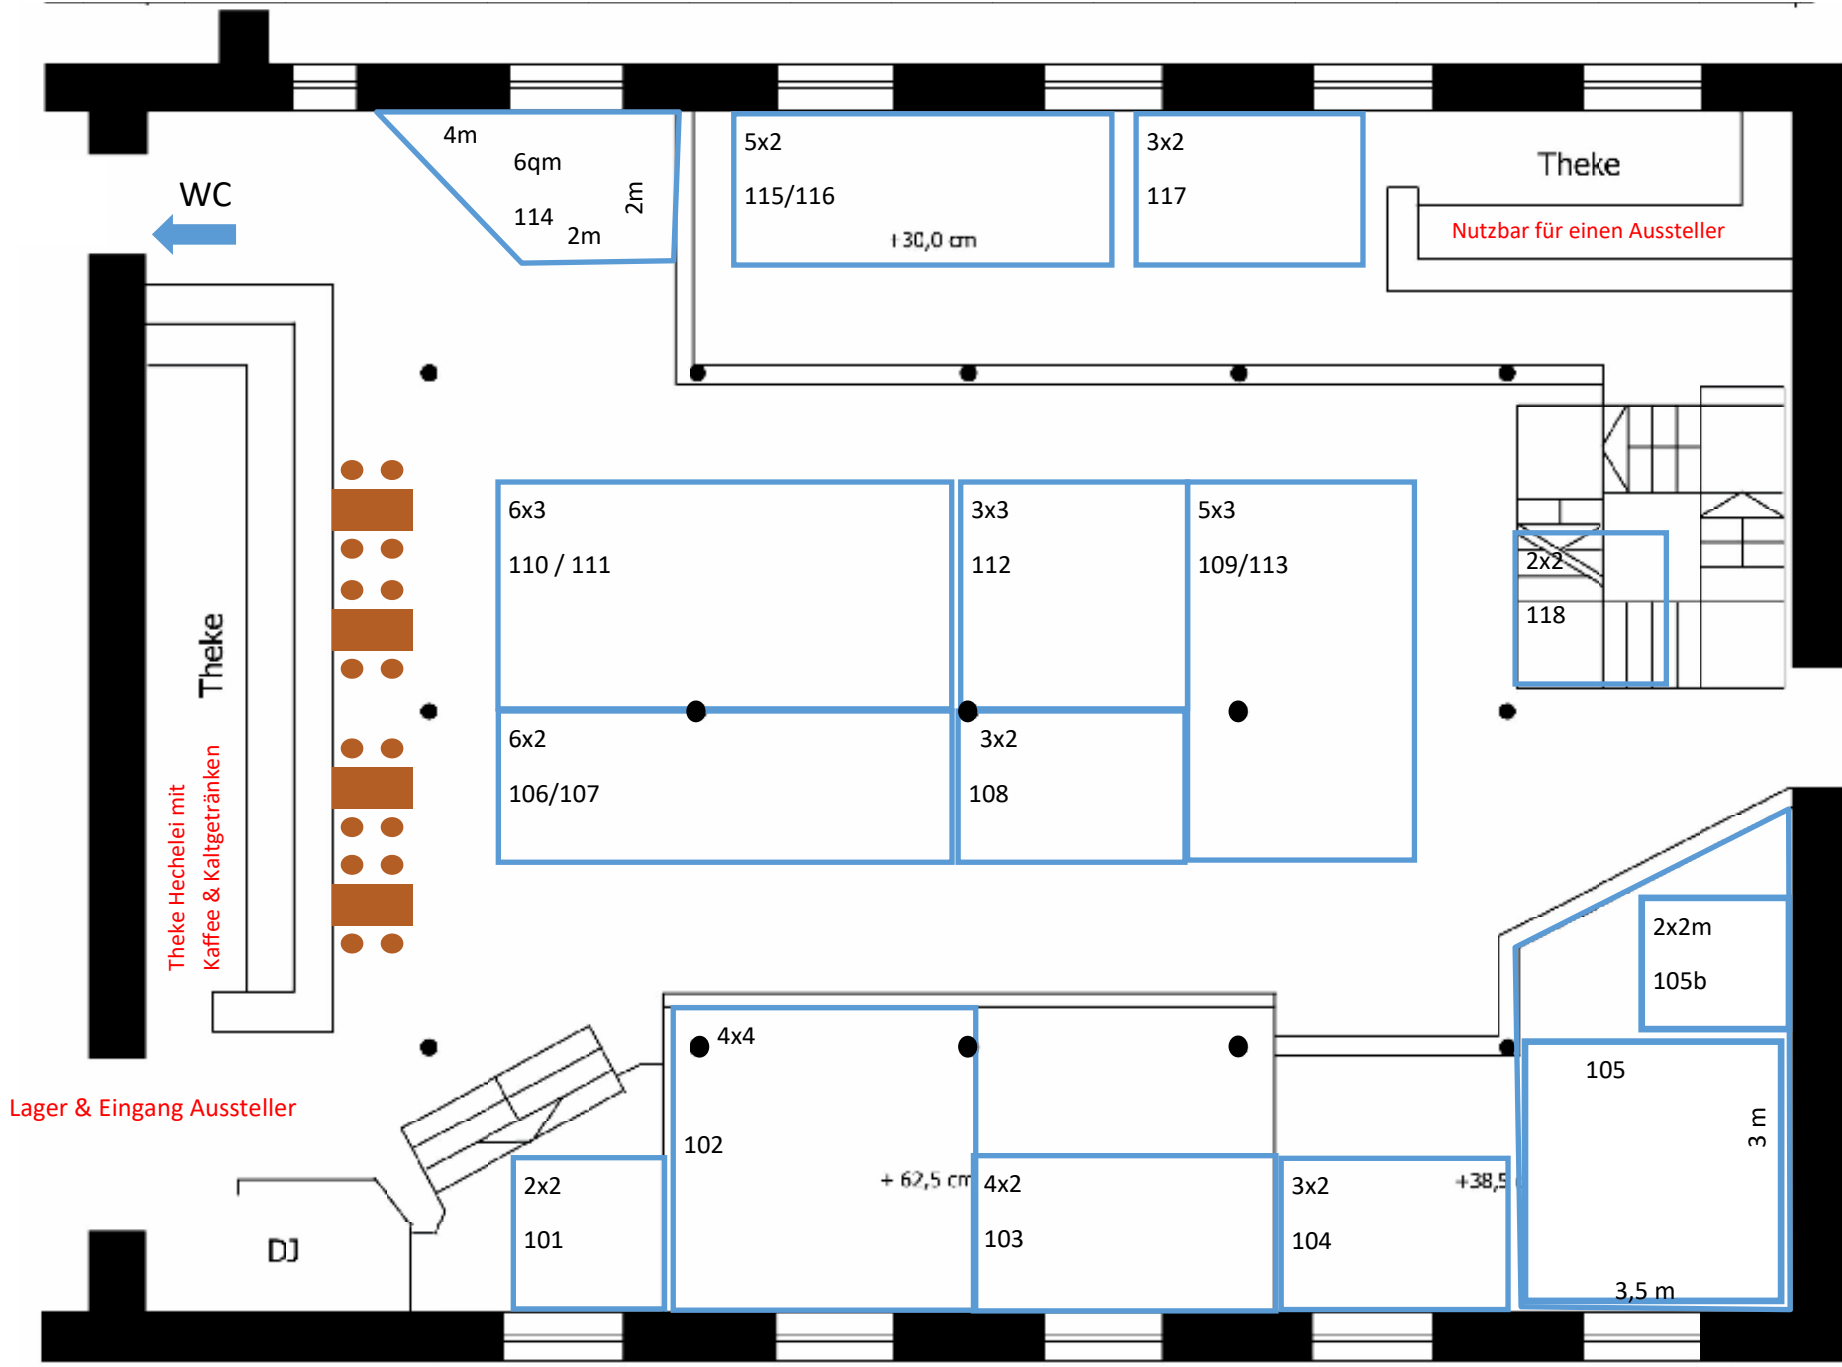 4m
6qm
2m
114
2m
WC
5x2
115/116
+30,0 cm
3x2
117
Theke
Nutzbar für einen Aussteller
6x3
110 / 111
3x3
112
5x3
109/113
2x2
118
Theke
Theke Hechelei mit
Kaffee & Kaltgetränken
6x2
106/107
3x2
108
2x2m
105b
105
3 m
3,5 m
Lager & Eingang Aussteller
DJ
2x2
101
4x4
102
+ 62,5 cm
4x2
103
3x2
104
+38,5